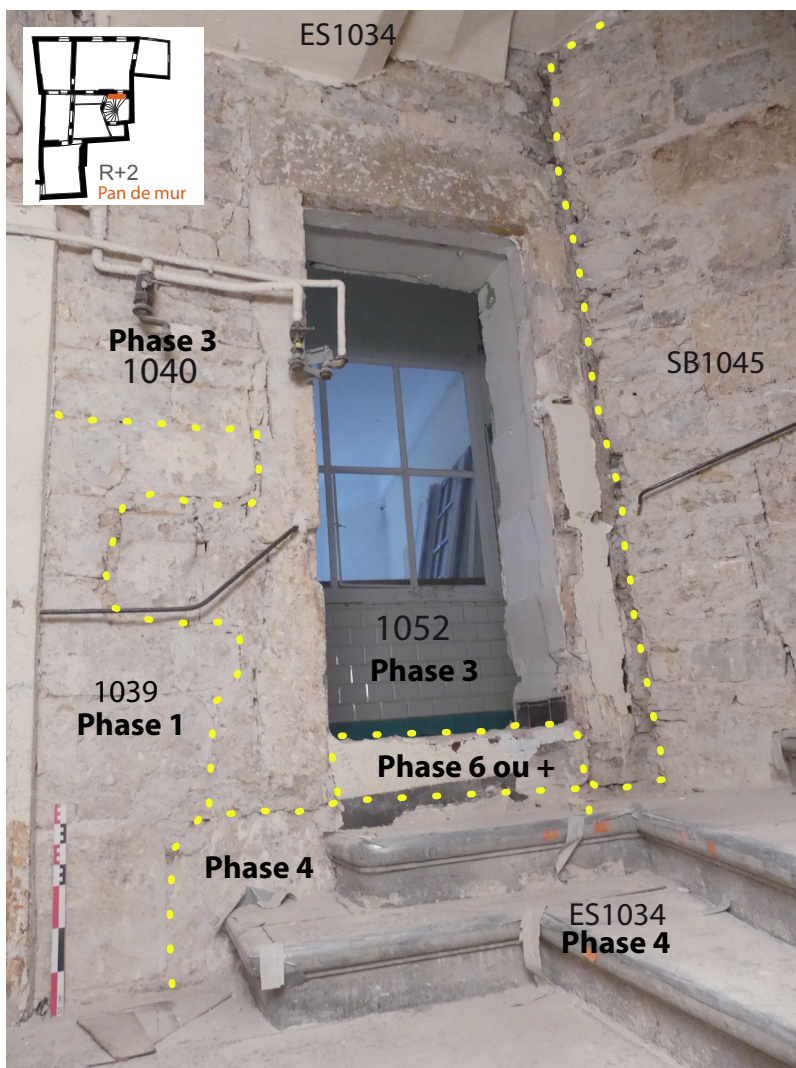 ES1034
R+2
Pan de mur
Phase 3
1040
SB1045
1052
Phase 3
1039
Phase 1
Phase 6 ou +
Phase 4
ES1034
Phase 4